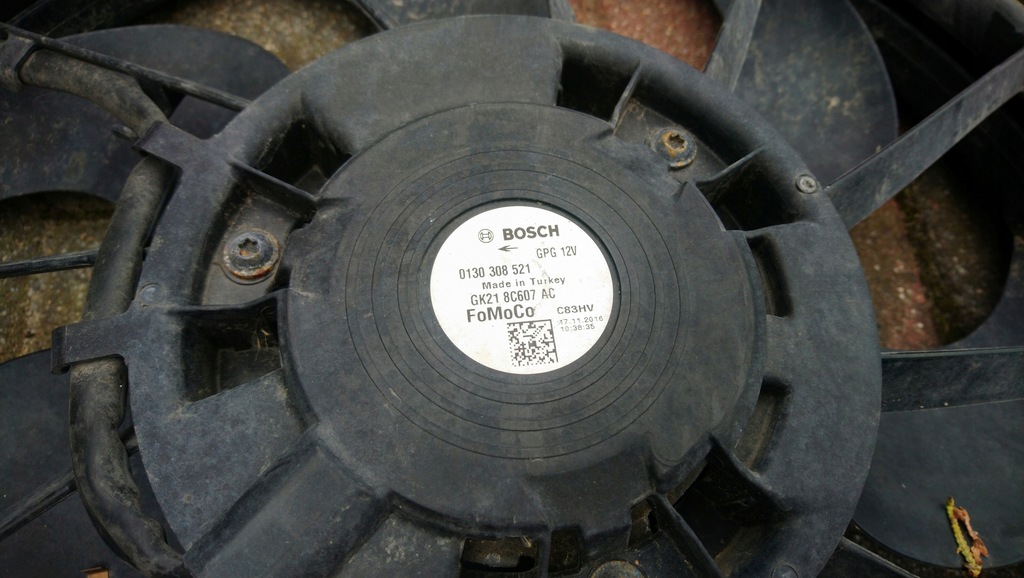 BOSCH
GPG 12V
0130 308 521
Made in Turkey
GK21 8C607 AC
FoMoCo C83HV
17.11.2016
10:38:35